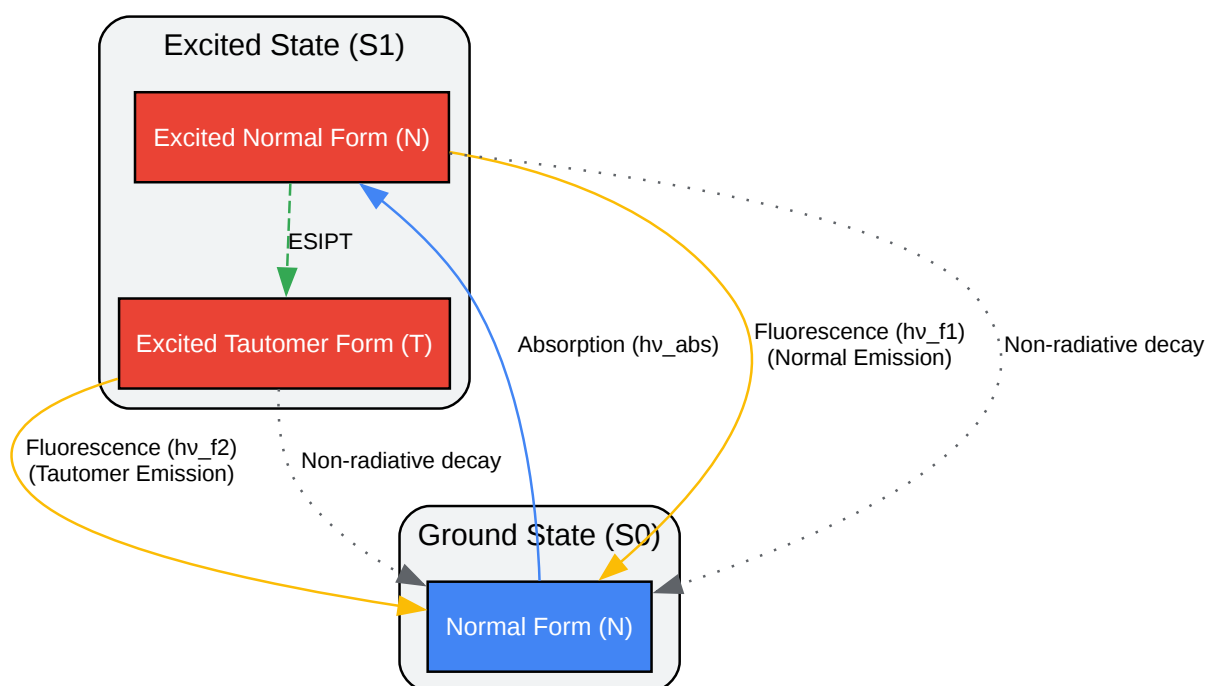 Excited State (S1)
Excited Normal Form (N)
ESIPT
Excited Tautomer Form (T)
Absorption (hν_abs)
Fluorescence (hν_f1)
(Normal Emission)
Non-radiative decay
Fluorescence (hν_f2)
(Tautomer Emission)
Non-radiative decay
Ground State (S0)
Normal Form (N)